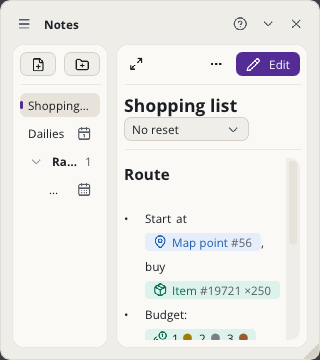 Notes
Edit
Shopping...
Dailies
Ra... 1
...
Shopping list
No reset
Route
• Start at
Map point #56 ,
buy
Item #19721 ×250
• Budget:
1 2 3